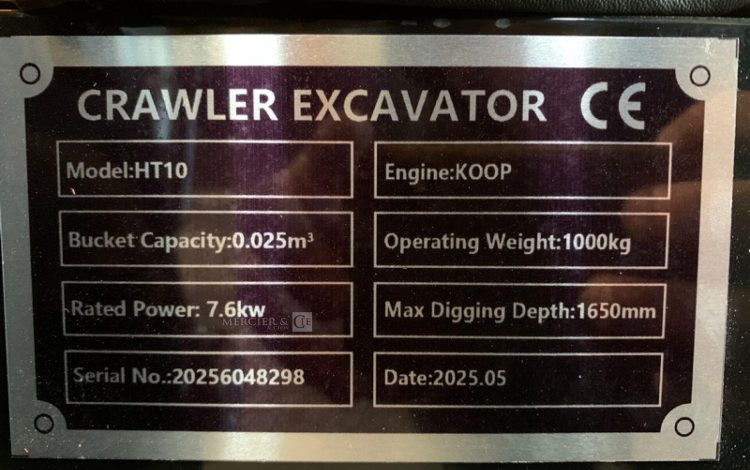 CRAWLER EXCAVATOR CE
Model:HT10
Engine:KOOP
Bucket Capacity:0.025m³
Operating Weight:1000kg
Rated Power: 7.6kw
Max Digging Depth:1650mm
MERCIER & CIE
Serial No.:20256048298
Date:2025.05